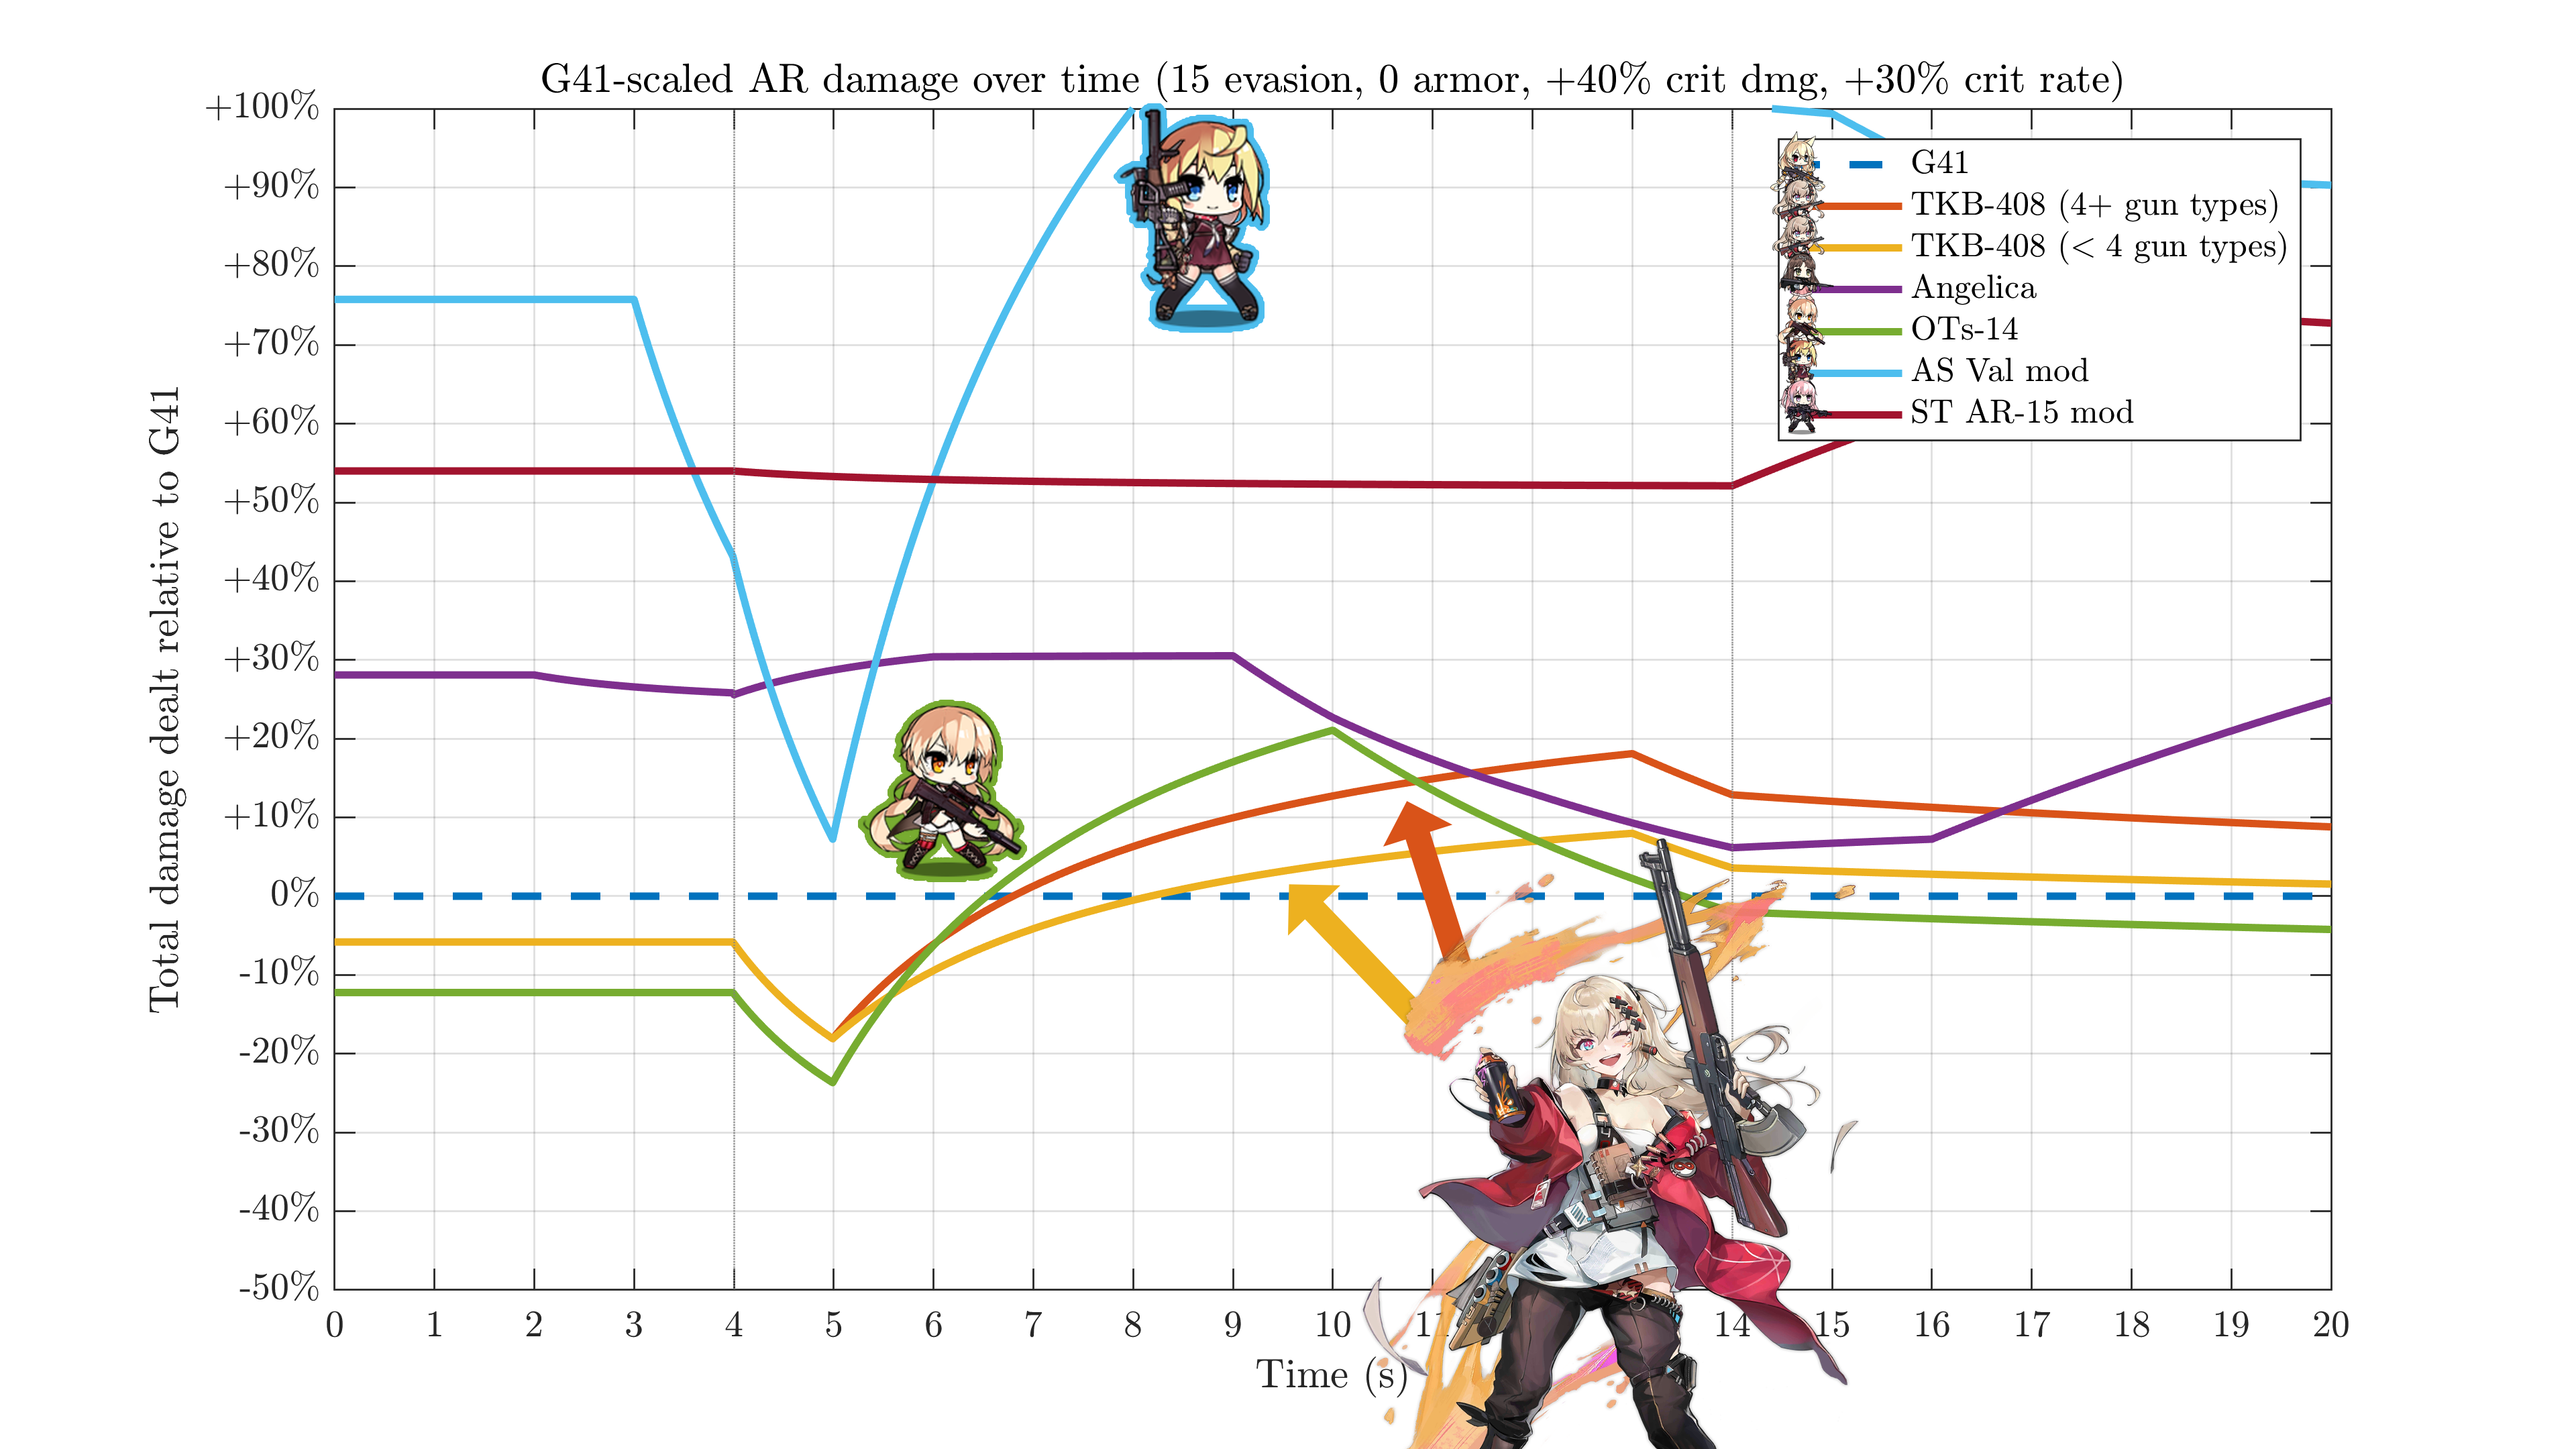 G41-scaled AR damage over time (15 evasion, 0 armor, +40% crit dmg, +30% crit rate)
Total damage dealt relative to G41
+100%
+90%
+80%
+70%
+60%
+50%
+40%
+30%
+20%
+10%
0%
-10%
-20%
-30%
-40%
-50%
G41
TKB-408 (4+ gun types)
TKB-408 (< 4 gun types)
Angelica
OTs-14
AS Val mod
ST AR-15 mod
0 1 2 3 4 5 6 7 8 9 10 14 15 16 17 18 19 20
Time (s)